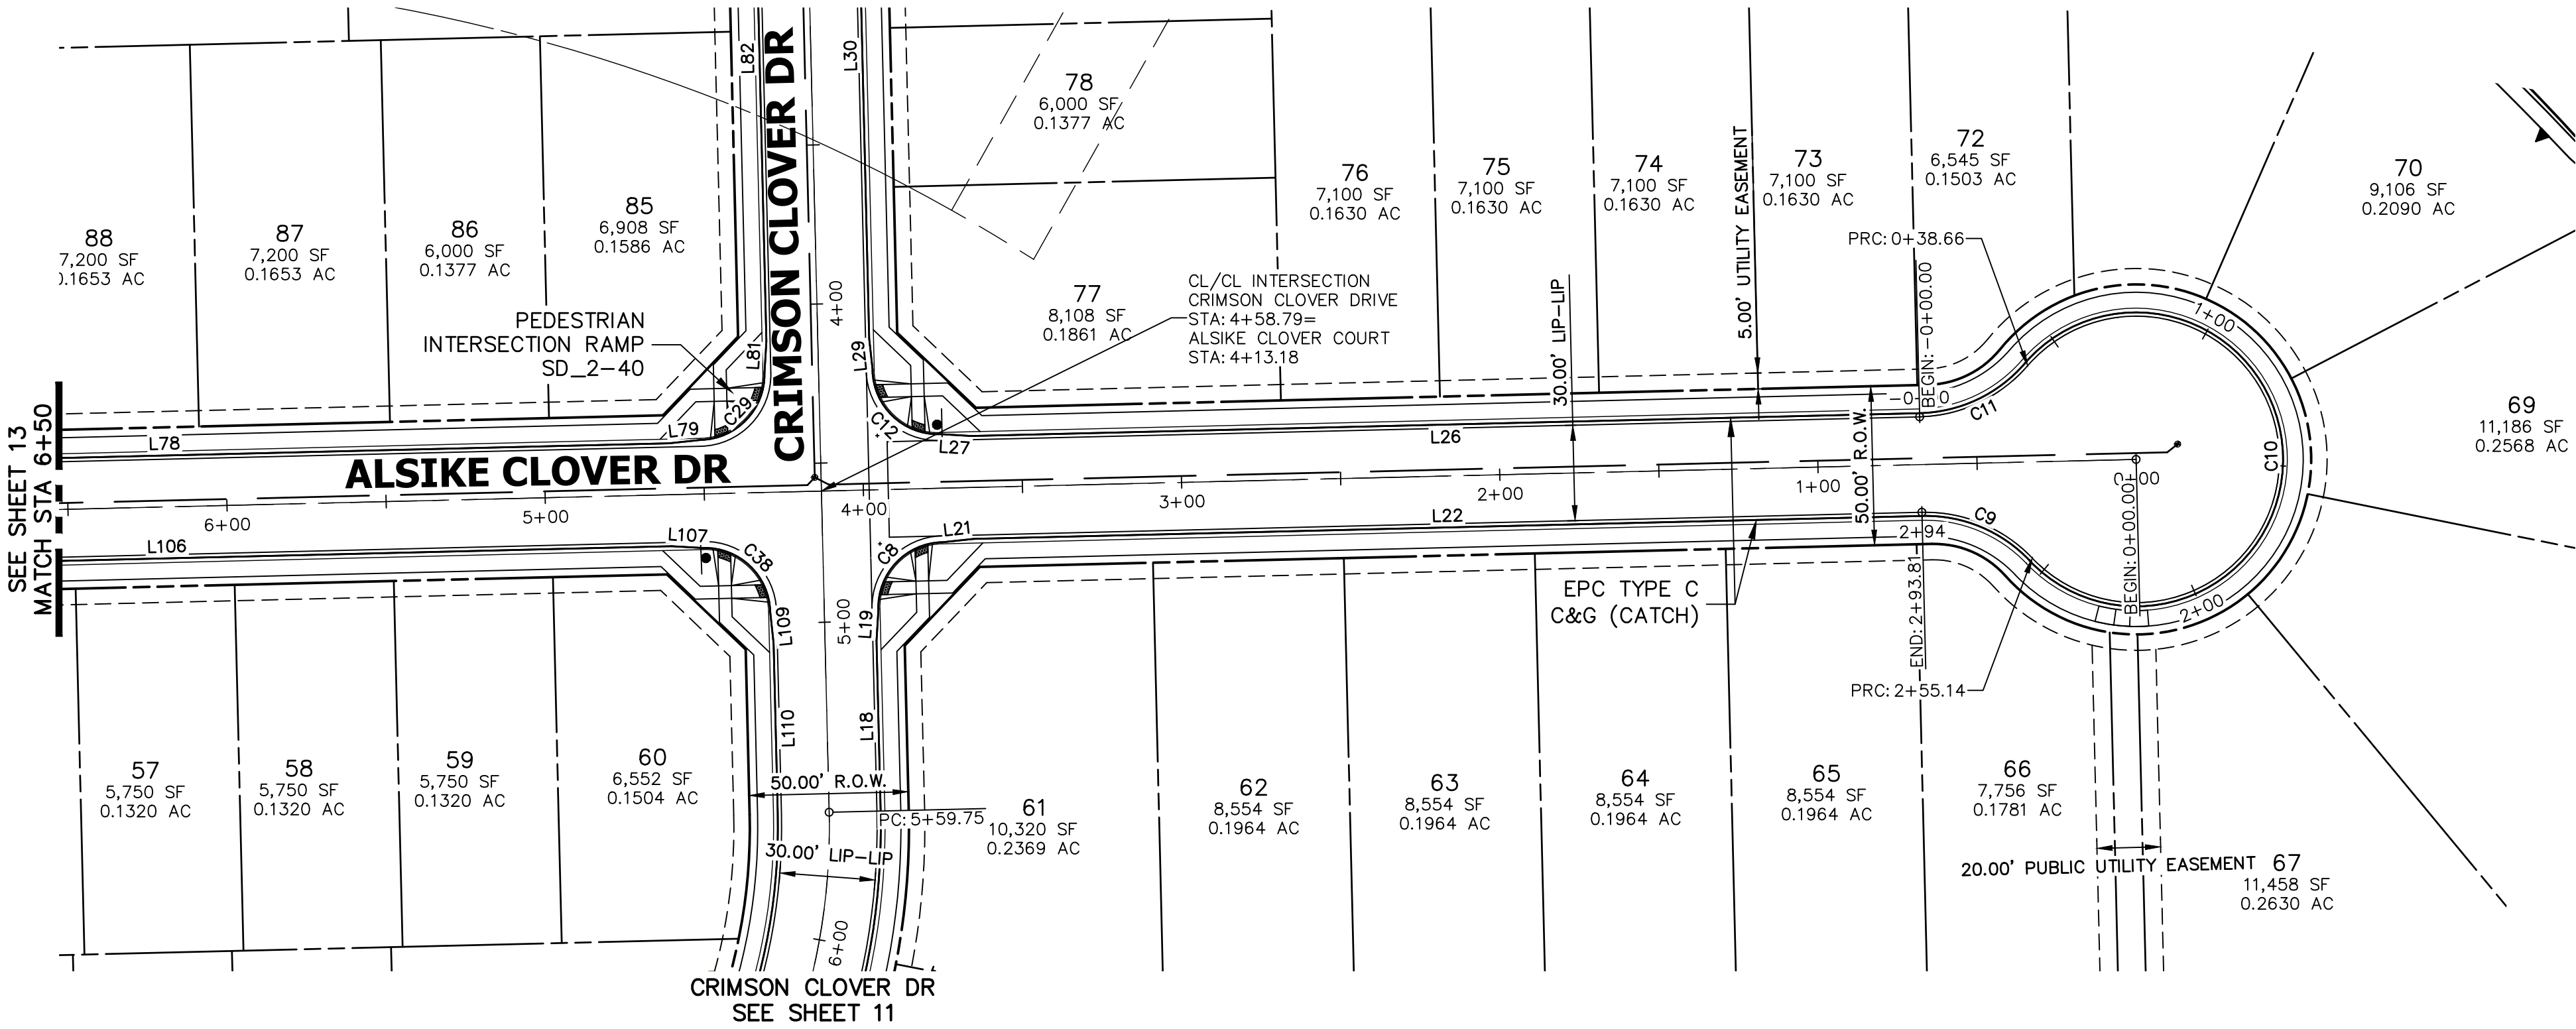 88
7,200 SF
0.1653 AC
87
7,200 SF
0.1653 AC
86
6,000 SF
0.1377 AC
85
6,908 SF
0.1586 AC
L82
CRIMSON CLOVER DR
L30
78
6,000 SF
0.1377 AC
77
8,108 SF
0.1861 AC
76
7,100 SF
0.1630 AC
75
7,100 SF
0.1630 AC
74
7,100 SF
0.1630 AC
73
7,100 SF
0.1630 AC
72
6,545 SF
0.1503 AC
70
9,106 SF
0.2090 AC
69
11,186 SF
0.2568 AC
5.00' UTILITY EASEMENT
PRC: 0+38.66
BEGIN: -0+00.00
PEDESTRIAN
INTERSECTION RAMP
SD_2-40
CL/CL INTERSECTION
CRIMSON CLOVER DRIVE
STA: 4+58.79=
ALSIKE CLOVER COURT
STA: 4+13.18
4+00
L81
L29
C29
C12
L27
L26
30.00' LIP-LIP
50.00' R.O.W.
C11
1+00
C10
L78
L79
ALSIKE CLOVER DR
SEE SHEET 13
MATCH STA 6+50
6+00
5+00
4+00
3+00
2+00
1+00
L106
L107
C38
C8
L21
L22
C9
2+94
END: 2+93.81
BEGIN: 0+00.00
2+00
PRC: 2+55.14
EPC TYPE C
C&G (CATCH)
L109
5+00
L19
L110
L18
50.00' R.O.W.
PC: 5+59.75
30.00' LIP-LIP
6+00
57
5,750 SF
0.1320 AC
58
5,750 SF
0.1320 AC
59
5,750 SF
0.1320 AC
60
6,552 SF
0.1504 AC
61
10,320 SF
0.2369 AC
62
8,554 SF
0.1964 AC
63
8,554 SF
0.1964 AC
64
8,554 SF
0.1964 AC
65
8,554 SF
0.1964 AC
66
7,756 SF
0.1781 AC
20.00' PUBLIC UTILITY EASEMENT
67
11,458 SF
0.2630 AC
CRIMSON CLOVER DR
SEE SHEET 11